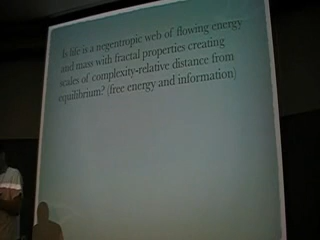 Is life is a negentropic web of flowing energy
and mass with fractal properties creating
scales of complexity-relative distance from
equilibrium? (free energy and information)